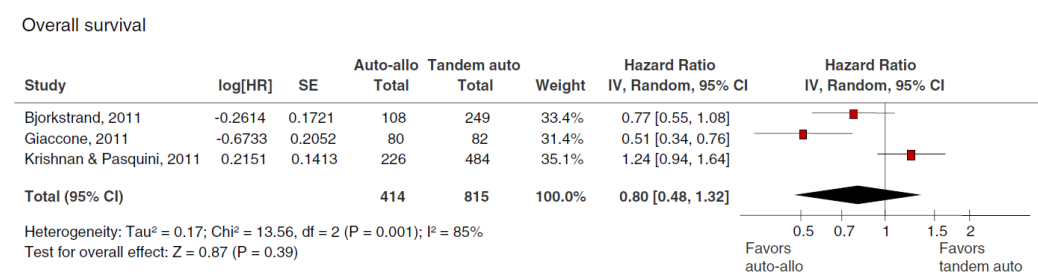 Overall survival
Auto-allo Tandem auto Hazard Ratio Hazard Ratio
Study log[HR] SE Total Total Weight IV, Random, 95% CI IV, Random, 95% CI
Bjorkstrand, 2011 -0.2614 0.1721 108 249 33.4% 0.77 [0.55, 1.08]
Giaccone, 2011 -0.6733 0.2052 80 82 31.4% 0.51 [0.34, 0.76]
Krishnan & Pasquini, 2011 0.2151 0.1413 226 484 35.1% 1.24 [0.94, 1.64]
Total (95% CI) 414 815 100.0% 0.80 [0.48, 1.32]
Heterogeneity: Tau² = 0.17; Chi² = 13.56, df = 2 (P = 0.001); I² = 85%
Test for overall effect: Z = 0.87 (P = 0.39)
0.5 0.7 1 1.5 2
Favors Favors
auto-allo tandem auto